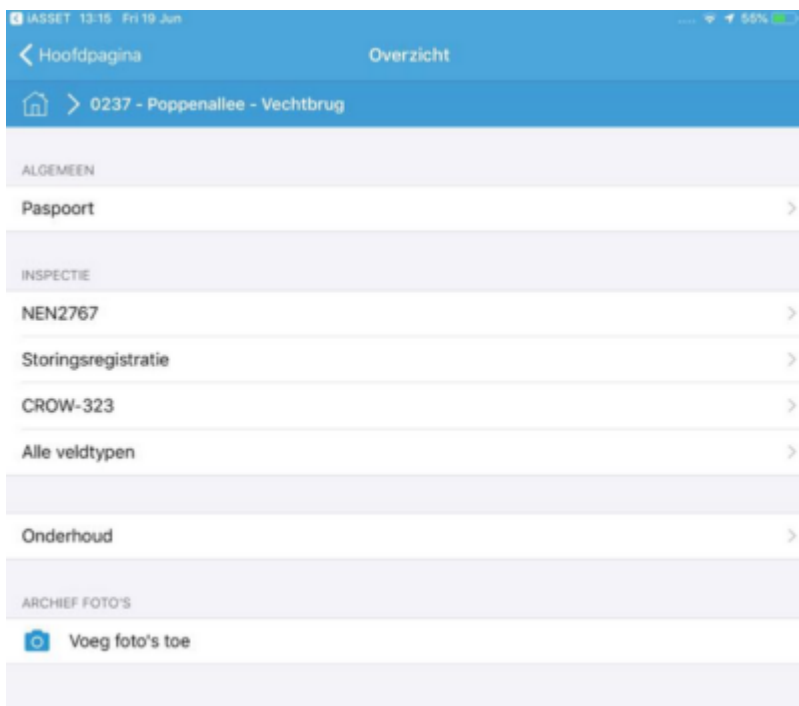 iASSET 13:15 Fri 19 Jun 55%
Hoofdpagina Overzicht
0237 - Poppenallee - Vechtbrug
ALGEMEEN
Paspoort
INSPECTIE
NEN2767
Storingsregistratie
CROW-323
Alle veldtypen
Onderhoud
ARCHIEF FOTO'S
Voeg foto's toe